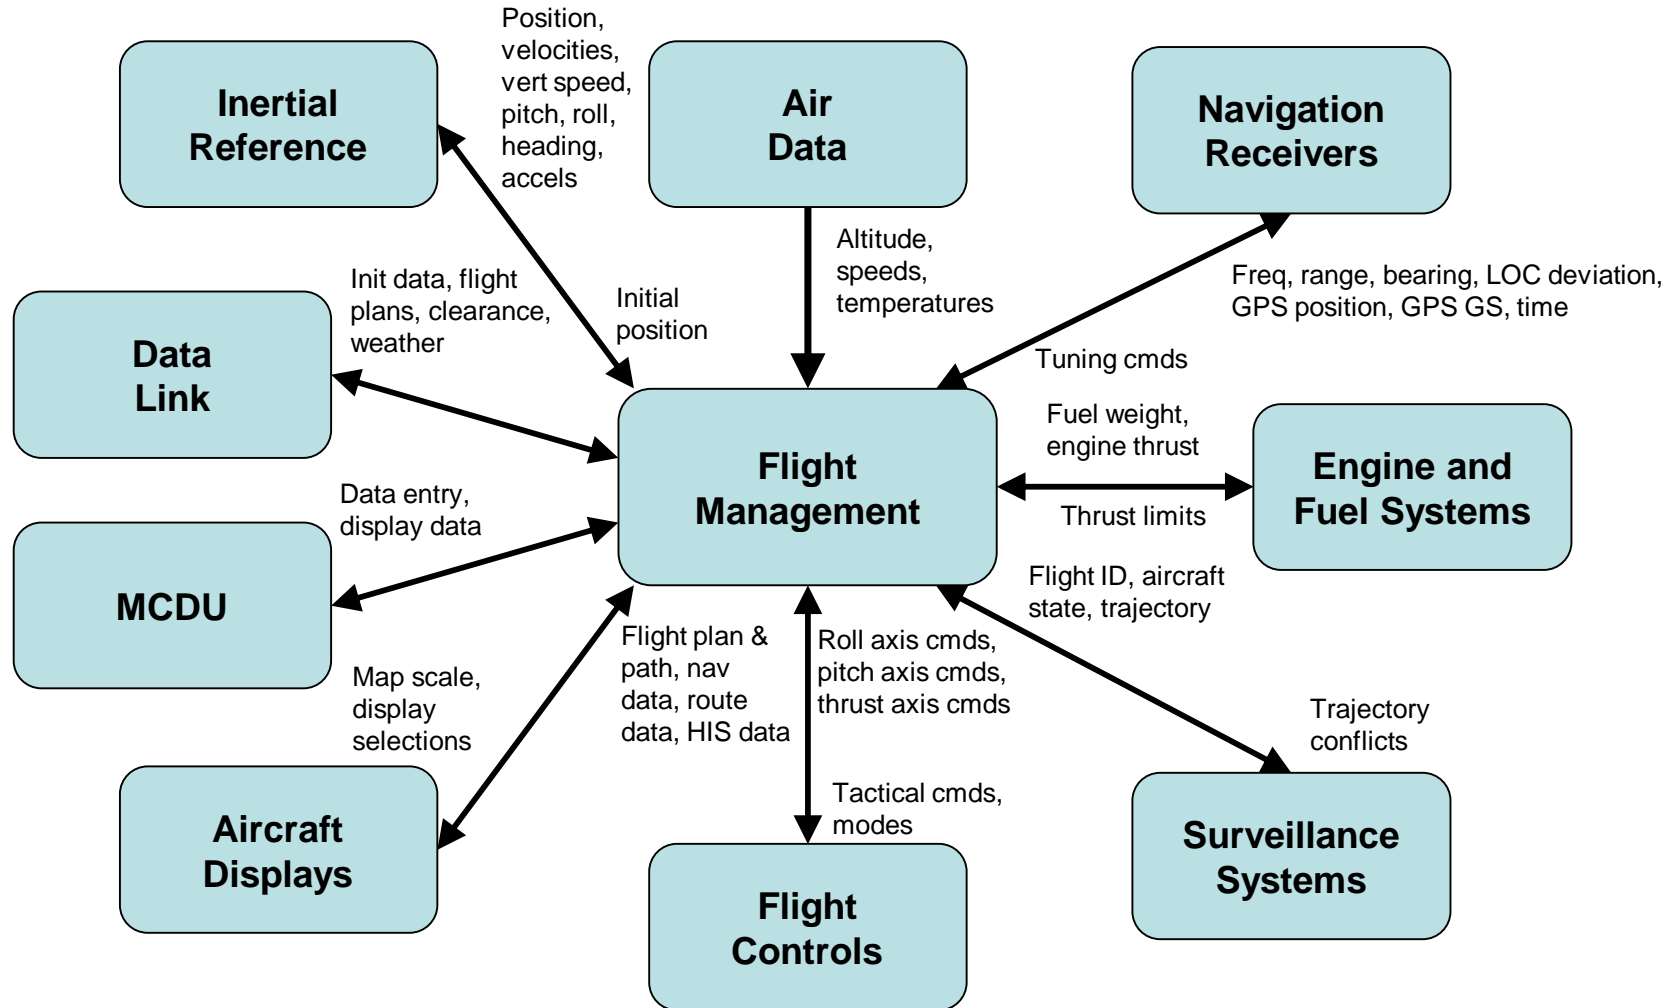 Inertial
Reference
Position,
velocities,
vert speed,
pitch, roll,
heading,
accels
Air
Data
Navigation
Receivers
Altitude,
speeds,
temperatures
Freq, range, bearing, LOC deviation,
GPS position, GPS GS, time
Init data, flight
plans, clearance,
weather
Initial
position
Data
Link
Tuning cmds
Fuel weight,
engine thrust
Flight
Management
Engine and
Fuel Systems
Thrust limits
Data entry,
display data
MCDU
Flight ID, aircraft
state, trajectory
Flight plan &
path, nav
data, route
data, HIS data
Roll axis cmds,
pitch axis cmds,
thrust axis cmds
Map scale,
display
selections
Trajectory
conflicts
Tactical cmds,
modes
Aircraft
Displays
Flight
Controls
Surveillance
Systems